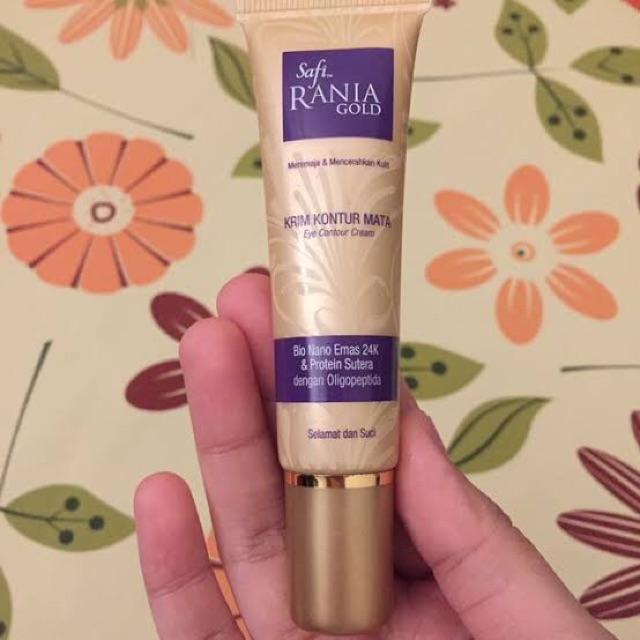 Safi™
RANIA
GOLD
Meremaja & Mencerahkan Kulit
KRIM KONTUR MATA
Eye Contour Cream
Bio Nano Emas 24K
& Protein Sutera
dengan Oligopeptida
Selamat dan Suci